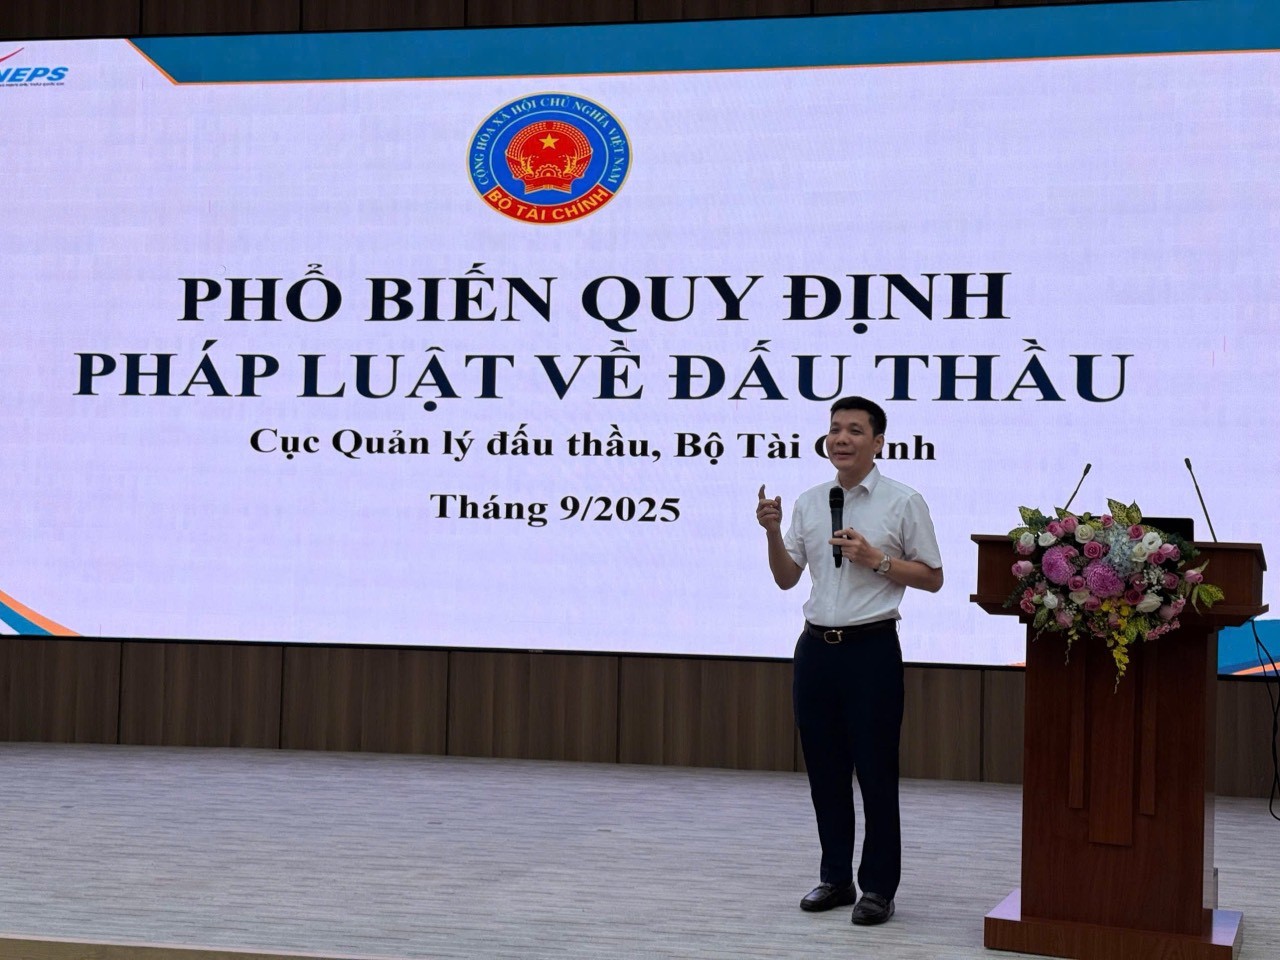 NEPS
CỘNG HÒA XÃ HỘI CHỦ NGHĨA VIỆT NAM
BỘ TÀI CHÍNH
PHỔ BIẾN QUY ĐỊNH
PHÁP LUẬT VỀ ĐẤU THẦU
Cục Quản lý đấu thầu, Bộ Tài Chính
Tháng 9/2025